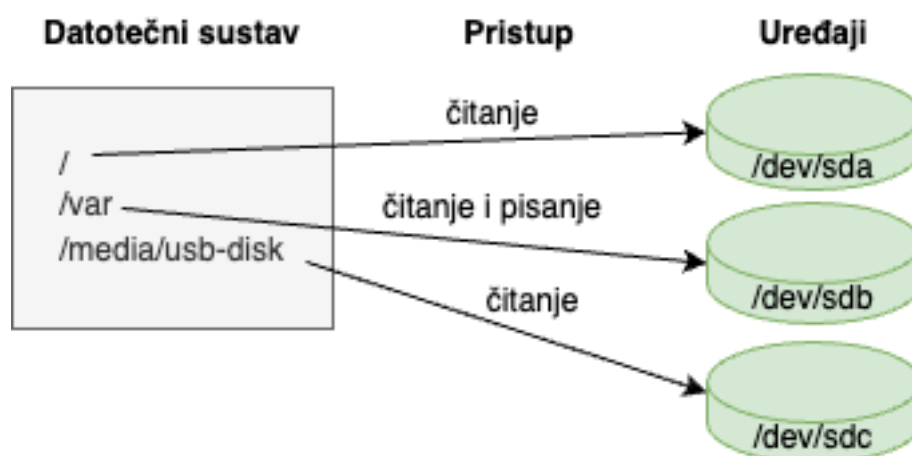 Datotečni sustav Pristup Uređaji
čitanje
/ /dev/sda
/var čitanje i pisanje
/media/usb-disk /dev/sdb
čitanje
/dev/sdc